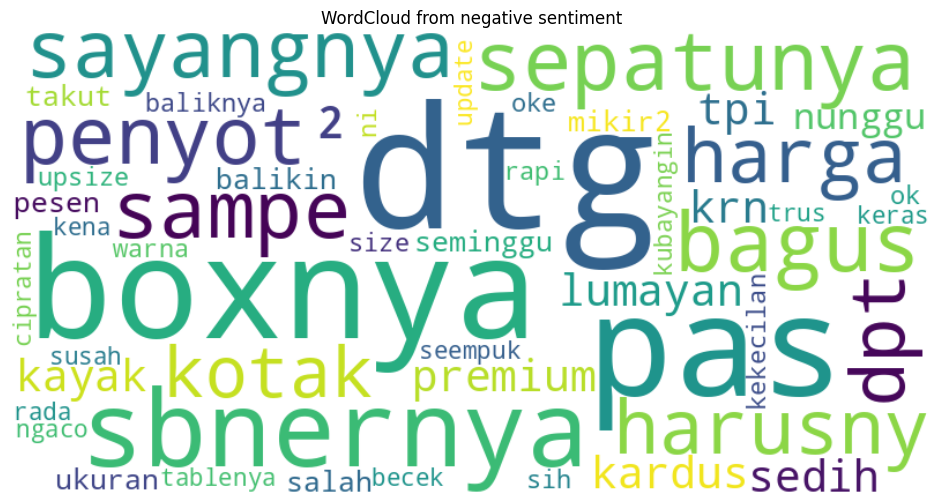 WordCloud from negative sentiment
sayangnya
sepatunya
update
takut
baliknya
oke
tpi
nunggu
penyot
2
ni
dtg
mikir2
harga
rapi
kubayangin
upsize
balikin
pesen
sampe
krn
trus
ok
keras
kena
warna
size
seminggu
bagus
cipratan
boxnya
lumayan
kekecilan
dpt
pas
susah
seempuk
kayak
kotak
premium
rada
ngaco
sbnernya
harusny
ukuran
tablenya
salah
becek
sih
kardus
sedih